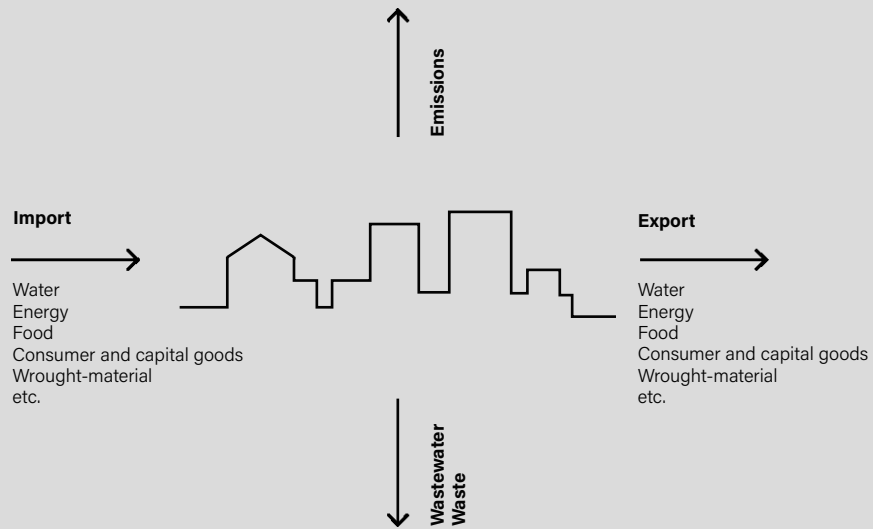 Emissions
Import
Water
Energy
Food
Consumer and capital goods
Wrought-material
etc.
Export
Water
Energy
Food
Consumer and capital goods
Wrought-material
etc.
Wastewater
Waste